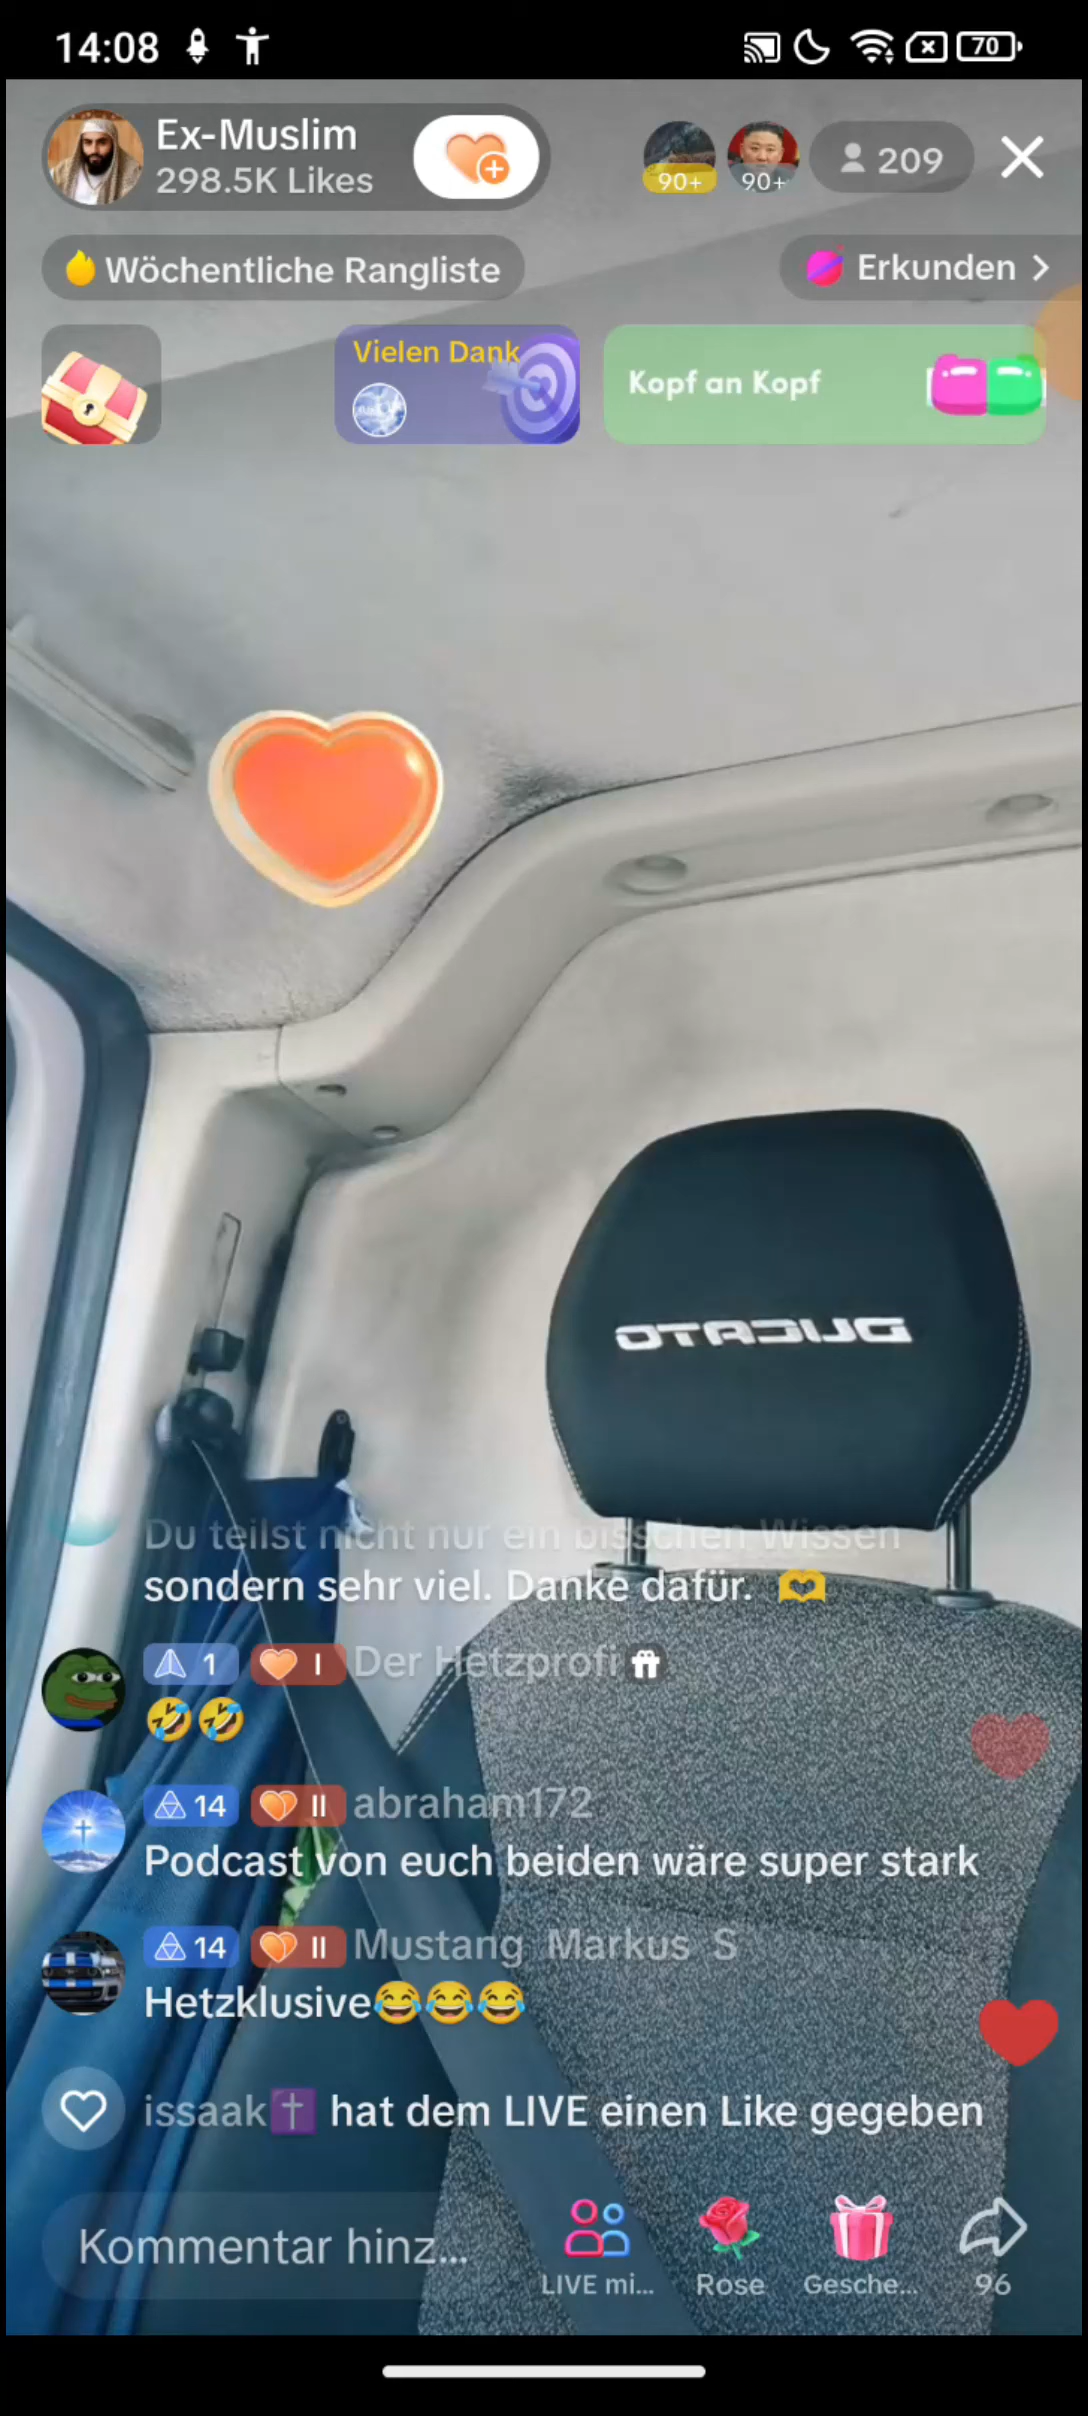 14:08
70
Ex-Muslim
298.5K Likes
90+
90+
209
Wöchentliche Rangliste
Erkunden >
Vielen Dank
Kopf an Kopf
DUCATO
Du teilst nicht nur ein bisschen Wissen
sondern sehr viel. Danke dafür. 🫶
1 I Der Hetzprofi
🤣🤣
14 II abraham172
Podcast von euch beiden wäre super stark
14 II Mustang Markus S
Hetzklusive😂😂😂
issaak✝️ hat dem LIVE einen Like gegeben
Kommentar hinz...
LIVE mi...
Rose
Gesche...
96